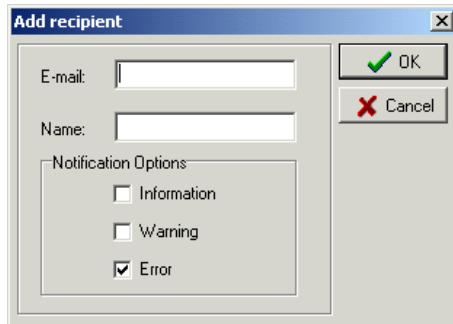 Add recipient
E-mail:
OK
Cancel
Name:
Notification Options
Information
Warning
Error